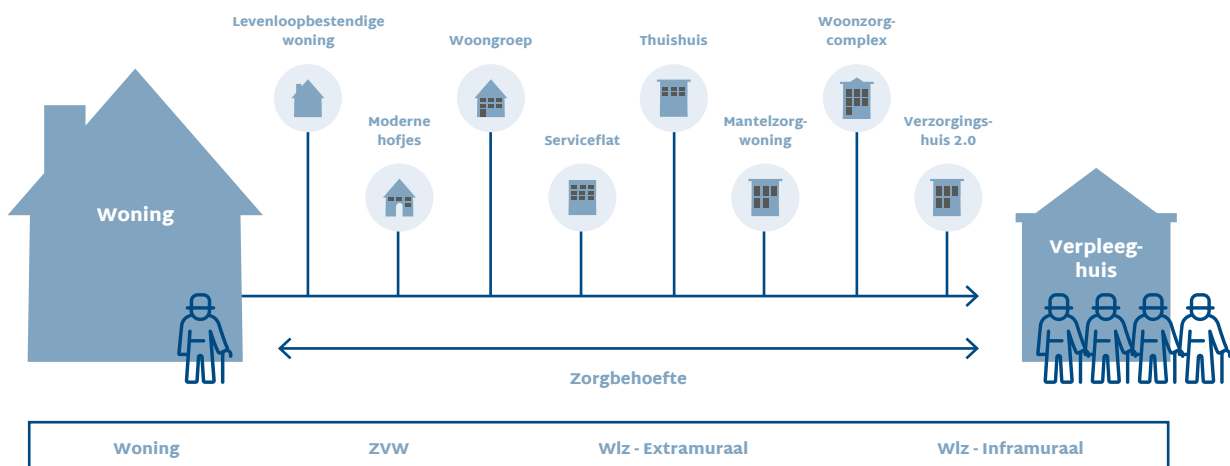 Levenloopbestendige
woning
Woongroep
Thuishuis
Woonzorg-
complex
Moderne
hofjes
Serviceflat
Mantelzorg-
woning
Verzorgings-
huis 2.0
Woning
Verpleeg-
huis
Zorgbehoefte
Woning
ZVW
Wlz - Extramuraal
Wlz - Inframuraal